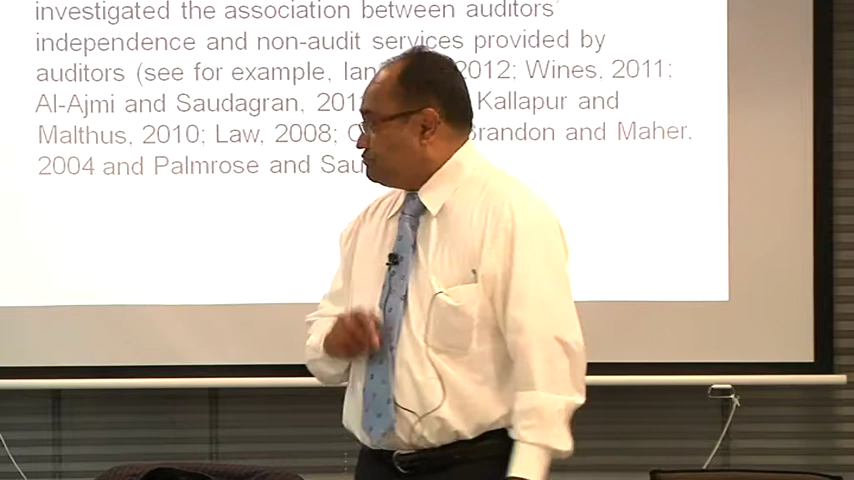 investigated the association between auditors'
independence and non-audit services provided by
auditors (see for example, 2012; Wines, 2011;
Al-Ajmi and Saudagran, Kallapur and
Malthus, 2010; Law, 2008; Brandon and Maher.
2004 and Palmrose and